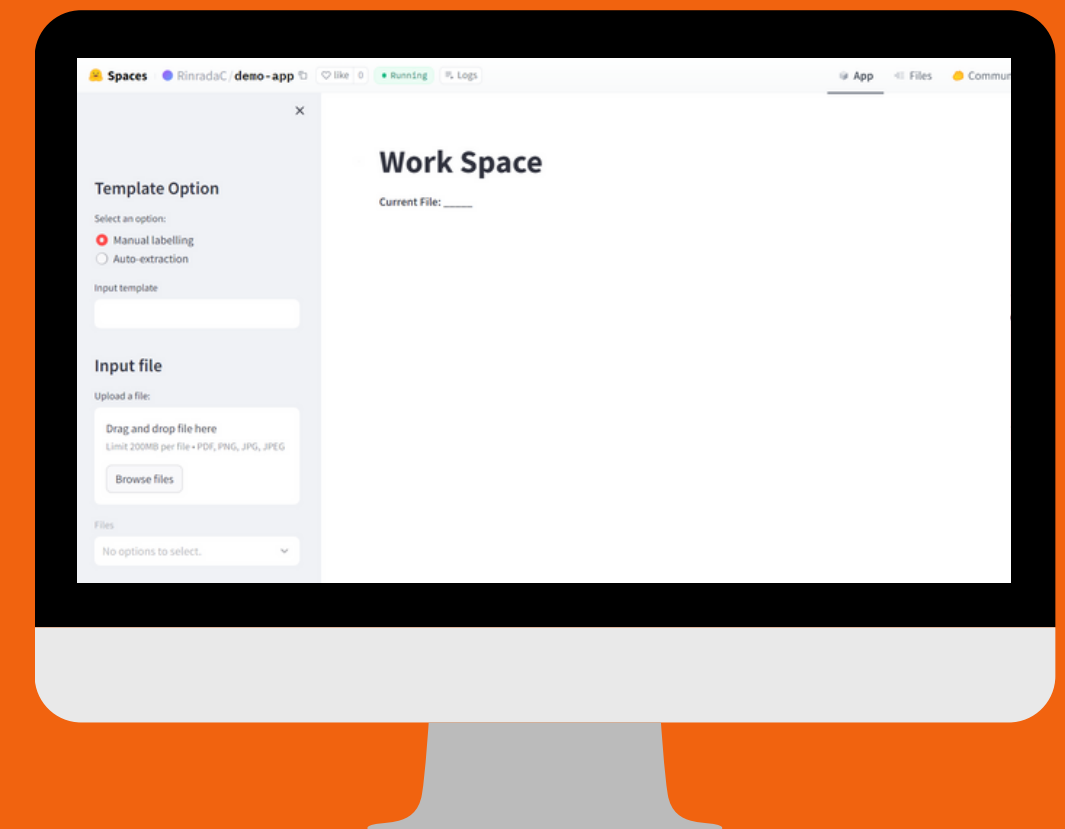 Spaces RinradaC/demo-app like 0 Running Logs App Files Commun
×
Work Space
Current File: _____
Template Option
Select an option:
Manual labelling
Auto-extraction
Input template
Input file
Upload a file:
Drag and drop file here
Limit 200MB per file • PDF, PNG, JPG, JPEG
Browse files
Files
No options to select.